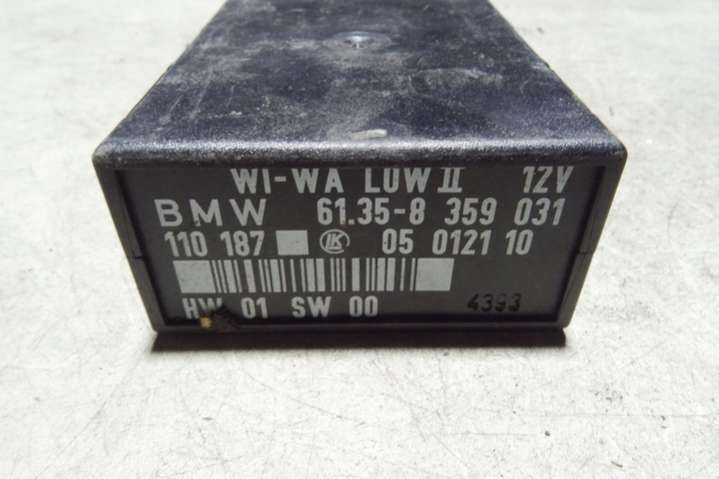 WI-WA LOW II 12V
BMW 61.35-8 359 031
110 187 LK 05 0121 10
HW 01 SW 00 4393